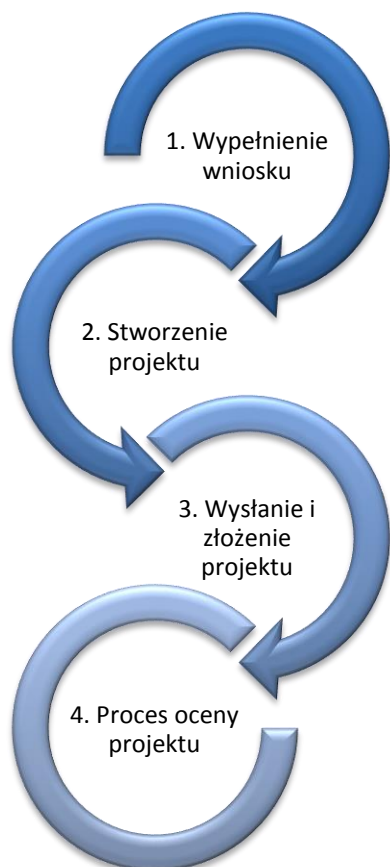 1. Wypełnienie
wniosku
2. Stworzenie
projektu
3. Wysłanie i
złożenie
projektu
4. Proces oceny
projektu